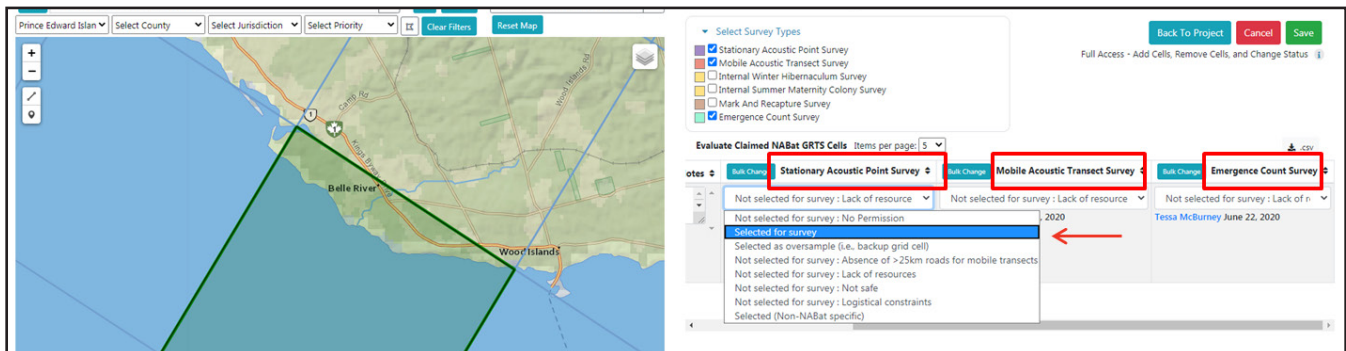 Prince Edward Islan
Select County
Select Jurisdiction
Select Priority
Clear Filters
Reset Map
+
−
Camp Rd
1
1
Kings Byway
Belle River
Wood Islands Rd
Wood Islands
Select Survey Types
Stationary Acoustic Point Survey
Mobile Acoustic Transect Survey
Internal Winter Hibernaculum Survey
Internal Summer Maternity Colony Survey
Mark And Recapture Survey
Emergence Count Survey
Back To Project
Cancel
Save
Full Access - Add Cells, Remove Cells, and Change Status i
Evaluate Claimed NABat GRTS Cells Items per page: 5
.csv
otes
Bulk Change Stationary Acoustic Point Survey
Bulk Change Mobile Acoustic Transect Survey
Bulk Change Emergence Count Survey
Not selected for survey : Lack of resource
Not selected for survey : Lack of resource
Not selected for survey : Lack of r
, 2020
Tessa McBurney June 22, 2020
Not selected for survey : No Permission
Selected for survey
Selected as oversample (i.e.. backup grid cell)
Not selected for survey : Absence of >25km roads for mobile transects
Not selected for survey : Lack of resources
Not selected for survey : Not safe
Not selected for survey : Logistical constraints
Selected (Non-NABat specific)